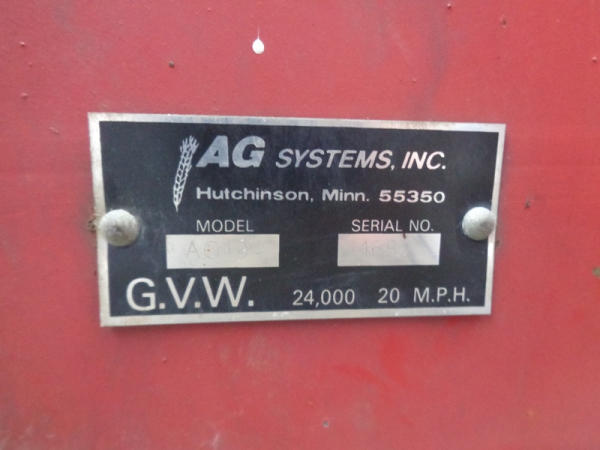 AG SYSTEMS, INC.
Hutchinson, Minn. 55350
MODEL SERIAL NO.
G.V.W. 24,000 20 M.P.H.